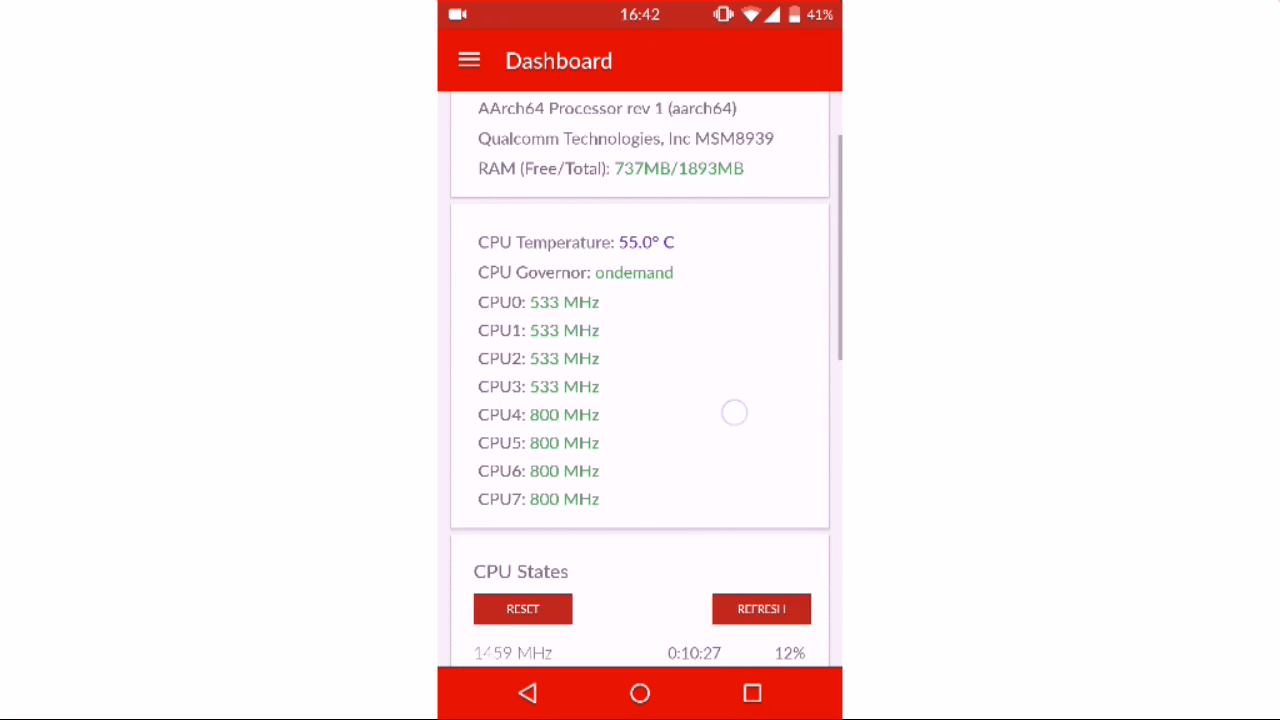 16:42
41%
Dashboard
AArch64 Processor rev 1 (aarch64)
Qualcomm Technologies, Inc MSM8939
RAM (Free/Total): 737MB/1893MB
CPU Temperature: 55.0° C
CPU Governor: ondemand
CPU0: 533 MHz
CPU1: 533 MHz
CPU2: 533 MHz
CPU3: 533 MHz
CPU4: 800 MHz
CPU5: 800 MHz
CPU6: 800 MHz
CPU7: 800 MHz
CPU States
RESET
REFRESH
1459 MHz 0:10:27 12%